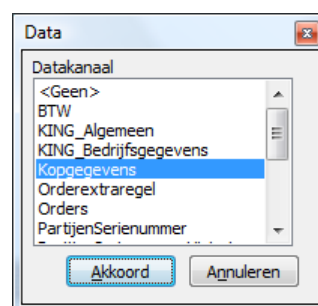 Data
Datakanaal
<Geen>
BTW
KING_Algemeen
KING_Bedrijfsgegevens
Kopgegevens
Orderextraregel
Orders
PartijenSerienummer
Akkoord
Annuleren